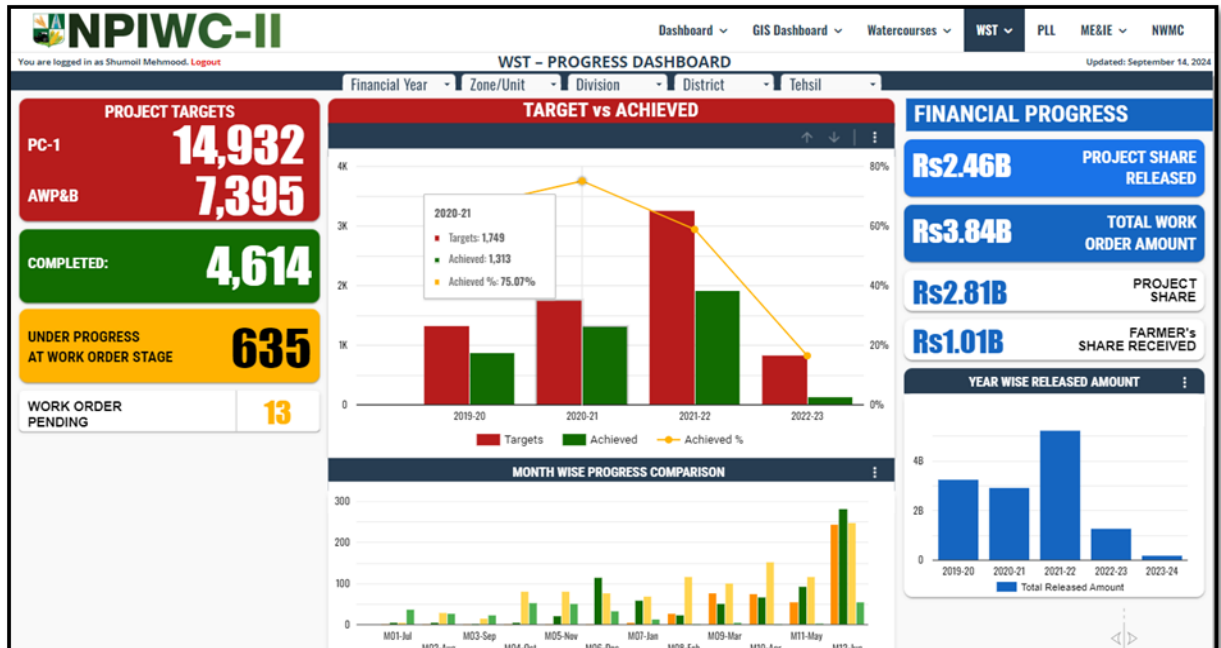 NPIWC-II
Dashboard
GIS Dashboard
Watercourses
WST
PLL
ME&IE
NWMC
You are logged in as Shumoil Mehmood. Logout
WST – PROGRESS DASHBOARD
Updated: September 14, 2024
Financial Year
Zone/Unit
Division
District
Tehsil
PROJECT TARGETS
PC-1
14,932
AWP&B
7,395
COMPLETED:
4,614
UNDER PROGRESS
AT WORK ORDER STAGE
635
WORK ORDER
PENDING
13
TARGET vs ACHIEVED
4K
3K
2K
1K
0
80%
60%
40%
20%
0%
2020-21
Targets: 1,749
Achieved: 1,313
Achieved %: 75.07%
2019-20
2020-21
2021-22
2022-23
Targets
Achieved
Achieved %
MONTH WISE PROGRESS COMPARISON
300
200
100
0
M01-Jul
M03-Sep
M05-Nov
M07-Jan
M09-Mar
M11-May
FINANCIAL PROGRESS
Rs2.46B
PROJECT SHARE
RELEASED
Rs3.84B
TOTAL WORK
ORDER AMOUNT
Rs2.81B
PROJECT
SHARE
Rs1.01B
FARMER's
SHARE RECEIVED
YEAR WISE RELEASED AMOUNT
4B
2B
0
2019-20
2020-21
2021-22
2022-23
2023-24
Total Released Amount